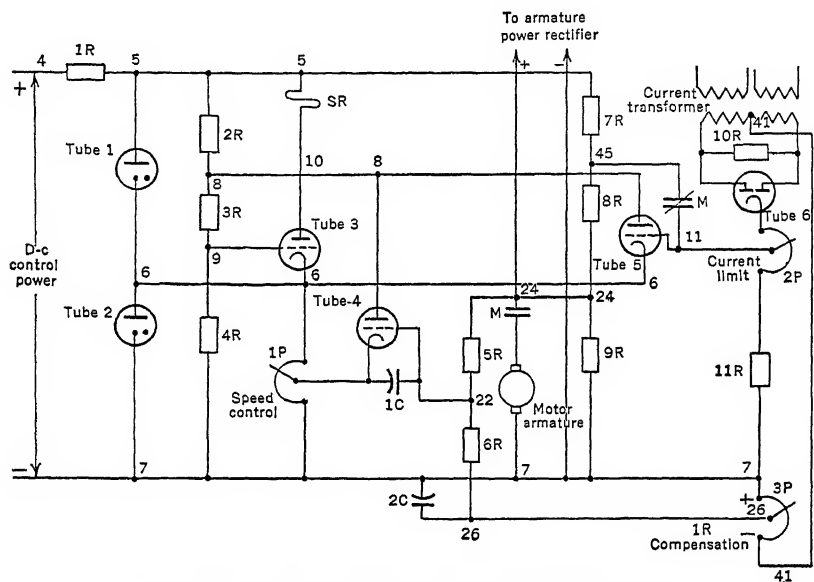 To armature
power rectifier
4
1R
5
5
+
−
+
Current
transformer
41
10R
SR
7R
2R
45
Tube 1
10
8
8
8R
M
3R
Tube 3
Tube 6
9
11
D-c
control
power
6
6
Tube 5
6
Current
limit
2P
Tube 2
Tube-4
24
24
M
4R
1P
5R
9R
11R
Speed
control
1C
22
Motor
armature
6R
−
7
7
7
2C
+
3P
26
26
1R
Compensation
−
41